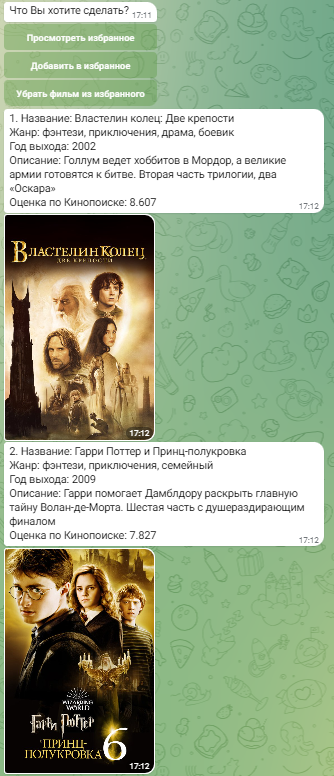 Что Вы хотите сделать? 17:11
Просмотреть избранное
Добавить в избранное
Убрать фильм из избранного
1. Название: Властелин колец: Две крепости
Жанр: фэнтези, приключения, драма, боевик
Год выхода: 2002
Описание: Голлум ведет хоббитов в Мордор, а великие
армии готовятся к битве. Вторая часть трилогии, два
«Оскара»
Оценка по Кинопоиске: 8.607 17:12
ВЛАСТЕЛИН КОЛЕЦ
ДВЕ КРЕПОСТИ
17:12
2. Название: Гарри Поттер и Принц-полукровка
Жанр: фэнтези, приключения, семейный
Год выхода: 2009
Описание: Гарри помогает Дамблдору раскрыть главную
тайну Волан-де-Морта. Шестая часть с душераздирающим
финалом
Оценка по Кинопоиске: 7.827 17:12
WIZARDING
WORLD
Гарри Поттер
ПРИНЦ-
ПОЛУКРОВКА 6
17:12